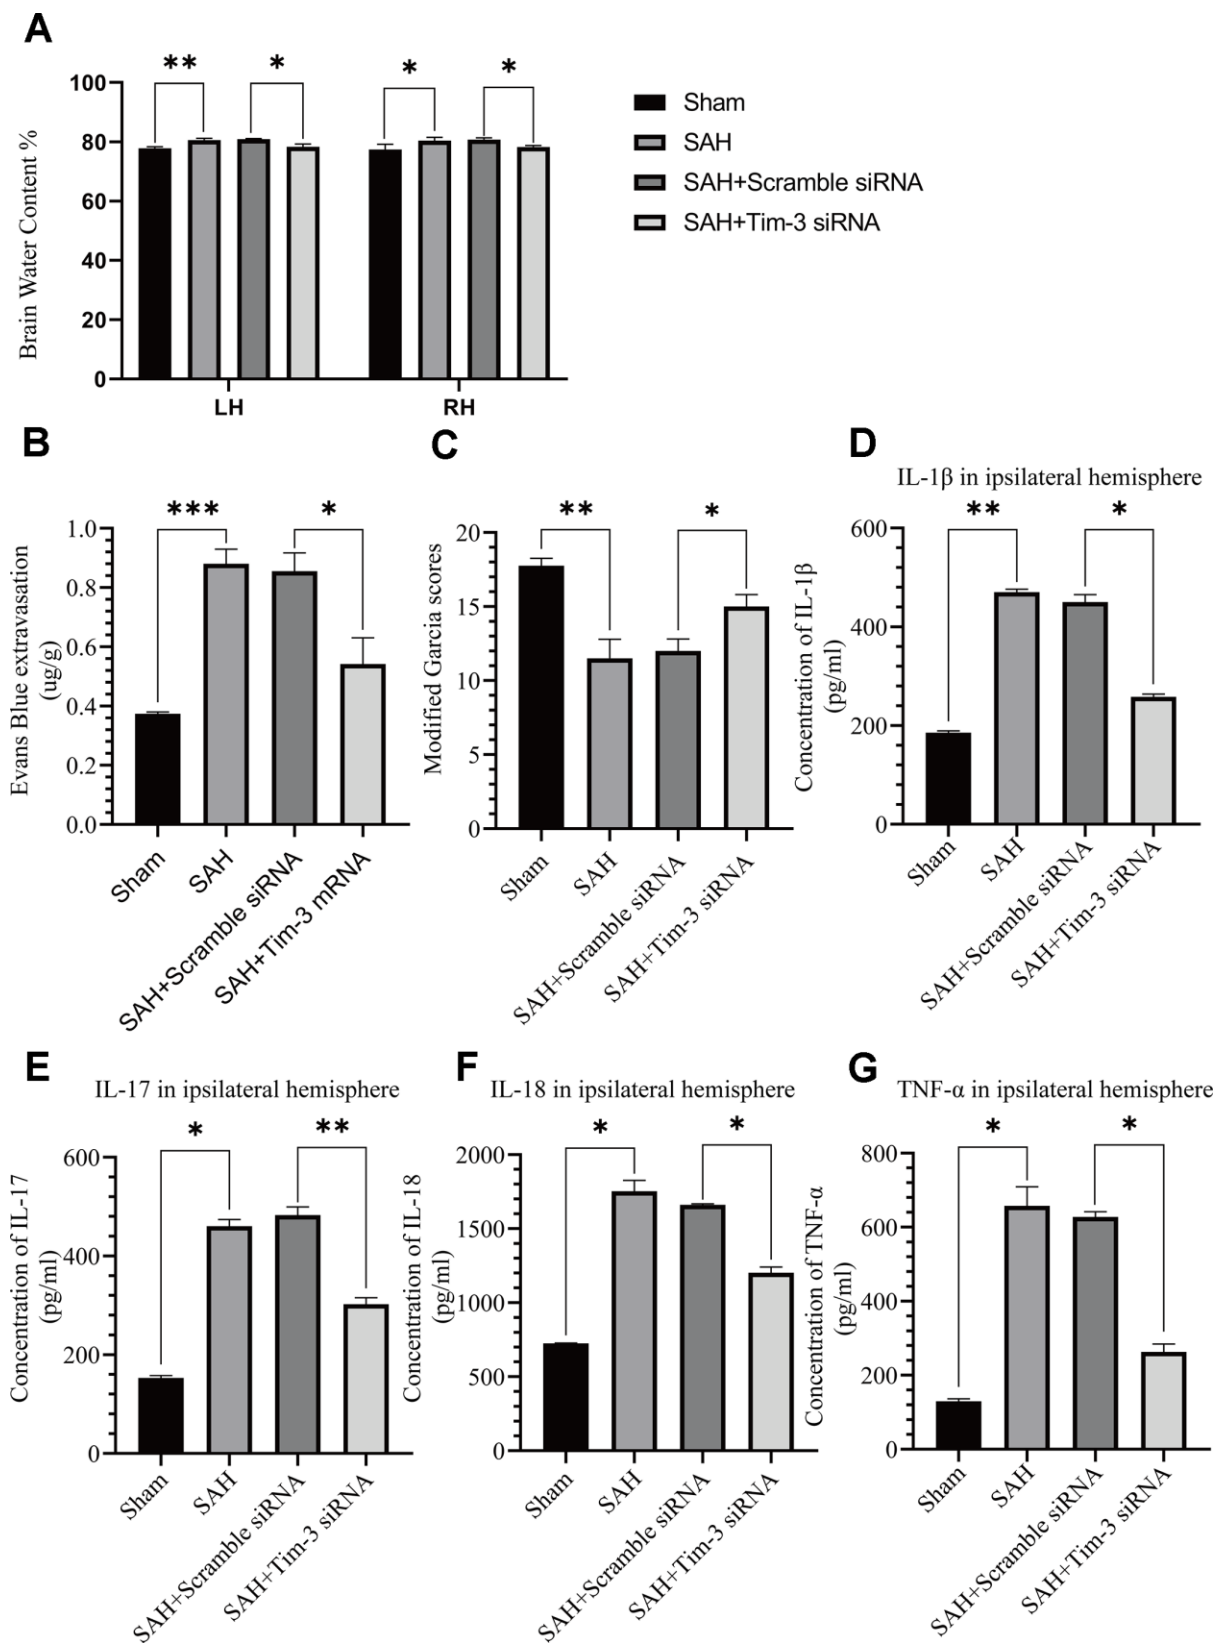 A
** * * *
100
80
60
40
20
0
Brain Water Content %
LH RH
Sham
SAH
SAH+Scramble siRNA
SAH+Tim-3 siRNA
B
*** *
1.0
0.8
0.6
0.4
0.2
0.0
Evans Blue extravasation
(ug/g)
Sham
SAH
SAH+Scramble siRNA
SAH+Tim-3 mRNA
C
** *
20
15
10
5
0
Modified Garcia scores
Sham
SAH
SAH+Scramble siRNA
SAH+Tim-3 siRNA
D
IL-1β in ipsilateral hemisphere
** *
600
400
200
0
Concentration of IL-1β
(pg/ml)
Sham
SAH
SAH+Scramble siRNA
SAH+Tim-3 siRNA
E
IL-17 in ipsilateral hemisphere
* **
600
400
200
0
Concentration of IL-17
(pg/ml)
Sham
SAH
SAH+Scramble siRNA
SAH+Tim-3 siRNA
F
IL-18 in ipsilateral hemisphere
* *
2000
1500
1000
500
0
Concentration of IL-18
(pg/ml)
Sham
SAH
SAH+Scramble siRNA
SAH+Tim-3 siRNA
G
TNF-α in ipsilateral hemisphere
* *
800
600
400
200
0
Concentration of TNF-α
(pg/ml)
Sham
SAH
SAH+Scramble siRNA
SAH+Tim-3 siRNA